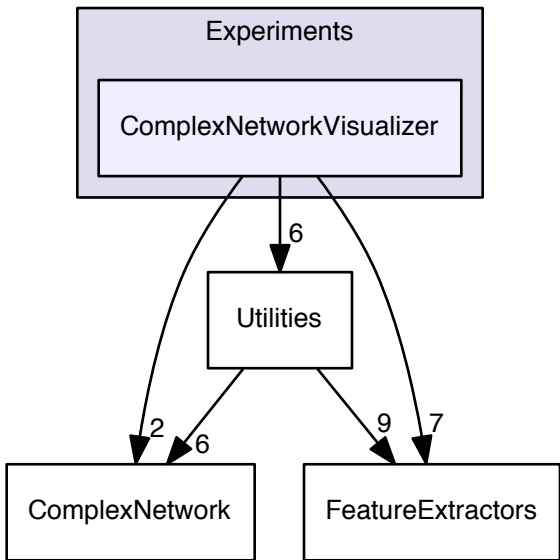 Experiments
ComplexNetworkVisualizer
6
Utilities
2
6
9
7
ComplexNetwork
FeatureExtractors